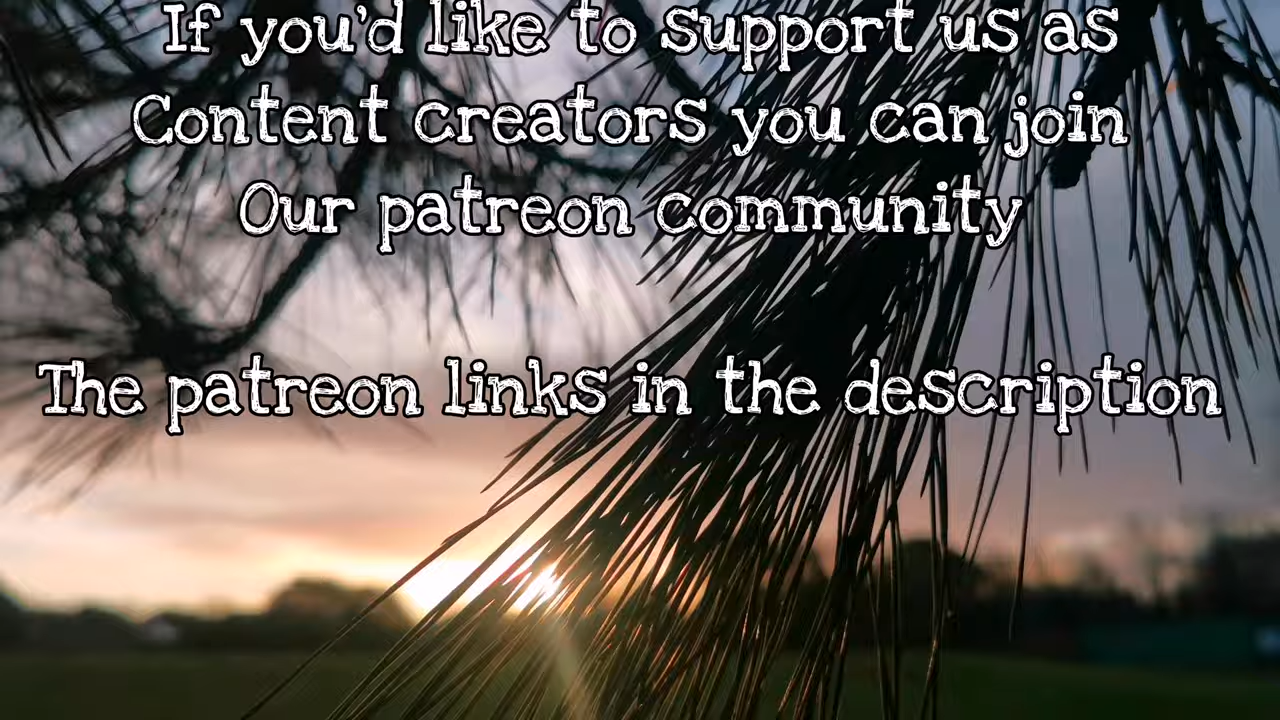 If you'd like to support us as
Content creators you can join
Our patreon community
The patreon links in the description